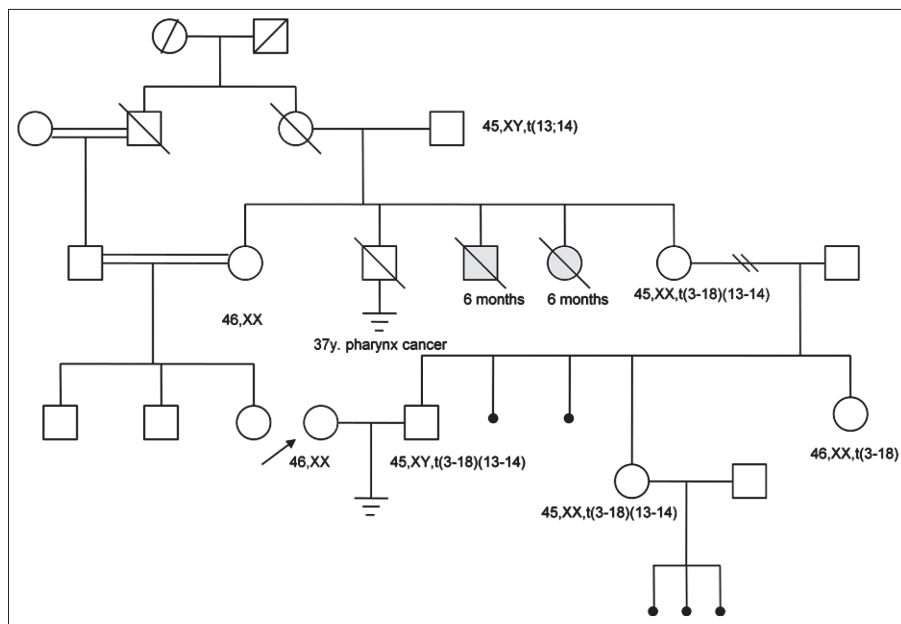 45,XY,t(13;14)
6 months
6 months
45,XX,t(3-18)(13-14)
46,XX
37y. pharynx cancer
46,XX
45,XY,t(3-18)(13-14)
46,XX,t(3-18)
45,XX,t(3-18)(13-14)